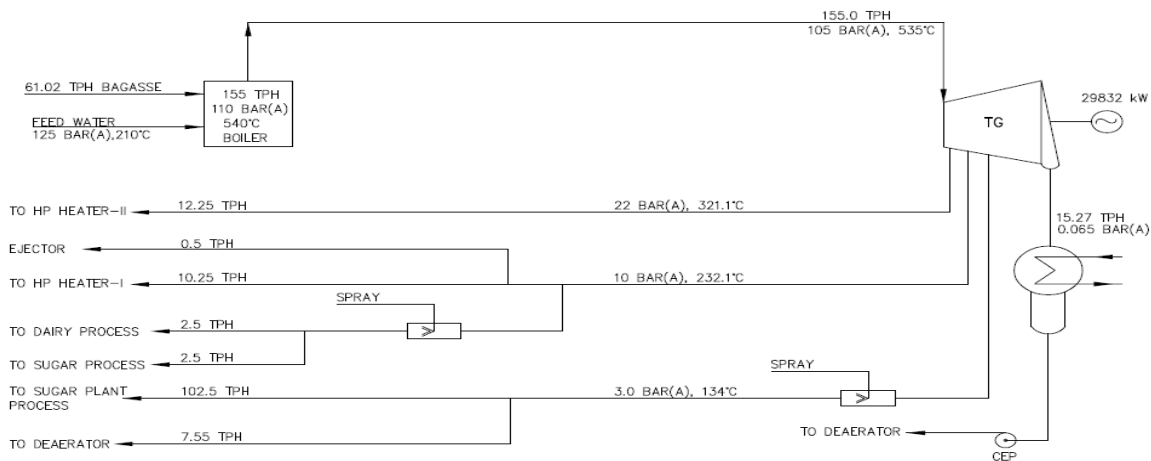 155.0 TPH
105 BAR(A), 535°C
61.02 TPH BAGASSE
155 TPH
110 BAR(A)
540°C
BOILER
FEED WATER
125 BAR(A),210°C
TG
29832 kW
TO HP HEATER-II
12.25 TPH
22 BAR(A), 321.1°C
15.27 TPH
0.065 BAR(A)
EJECTOR
0.5 TPH
TO HP HEATER-I
10.25 TPH
10 BAR(A), 232.1°C
SPRAY
TO DAIRY PROCESS
2.5 TPH
TO SUGAR PROCESS
2.5 TPH
SPRAY
TO SUGAR PLANT
PROCESS
102.5 TPH
3.0 BAR(A), 134°C
TO DEAERATOR
7.55 TPH
TO DEAERATOR
CEP